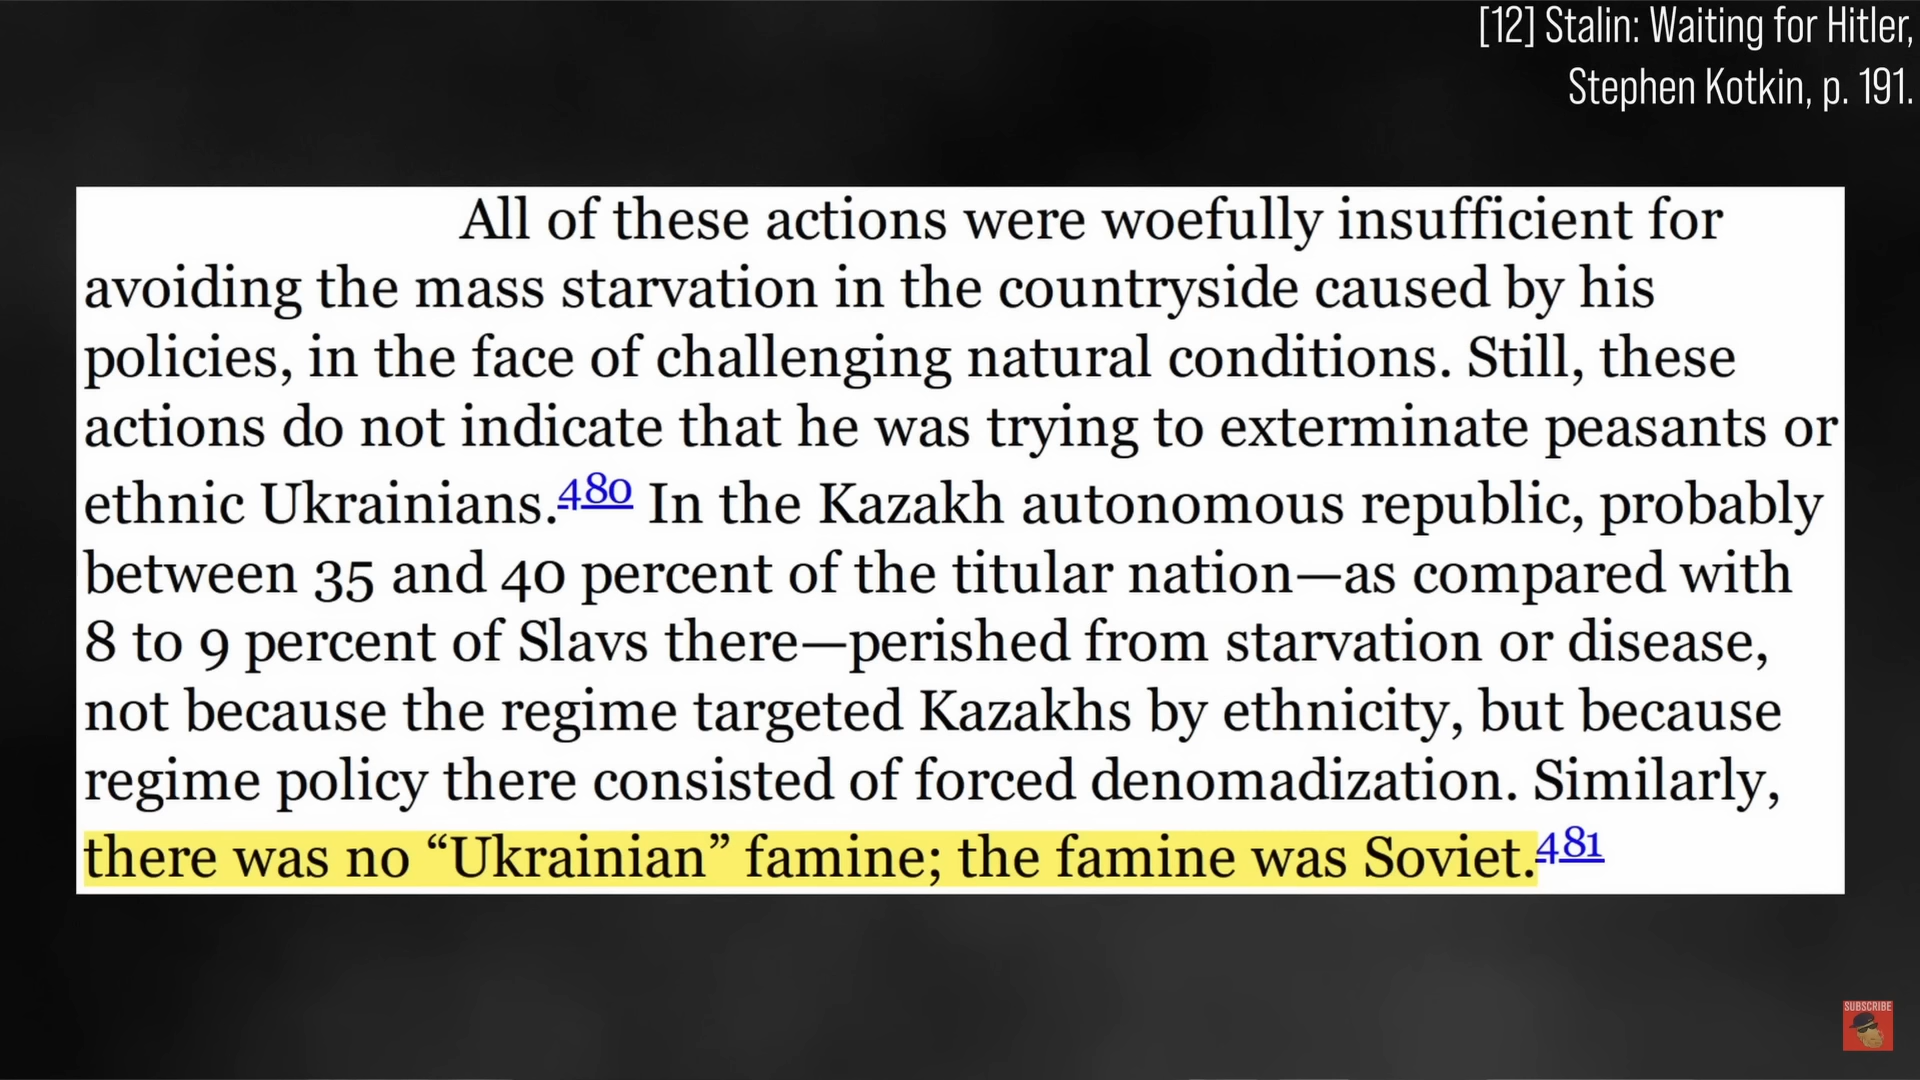 [12] Stalin: Waiting for Hitler,
Stephen Kotkin, p. 191.
All of these actions were woefully insufficient for
avoiding the mass starvation in the countryside caused by his
policies, in the face of challenging natural conditions. Still, these
actions do not indicate that he was trying to exterminate peasants or
ethnic Ukrainians.480 In the Kazakh autonomous republic, probably
between 35 and 40 percent of the titular nation—as compared with
8 to 9 percent of Slavs there—perished from starvation or disease,
not because the regime targeted Kazakhs by ethnicity, but because
regime policy there consisted of forced denomadization. Similarly,
there was no “Ukrainian” famine; the famine was Soviet.481
SUBSCRIBE